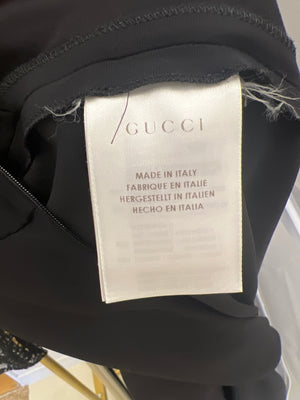 GUCCI
MADE IN ITALY
FABRIQUE EN ITALIE
HERGESTELLT IN ITALIEN
HECHO EN ITALIA